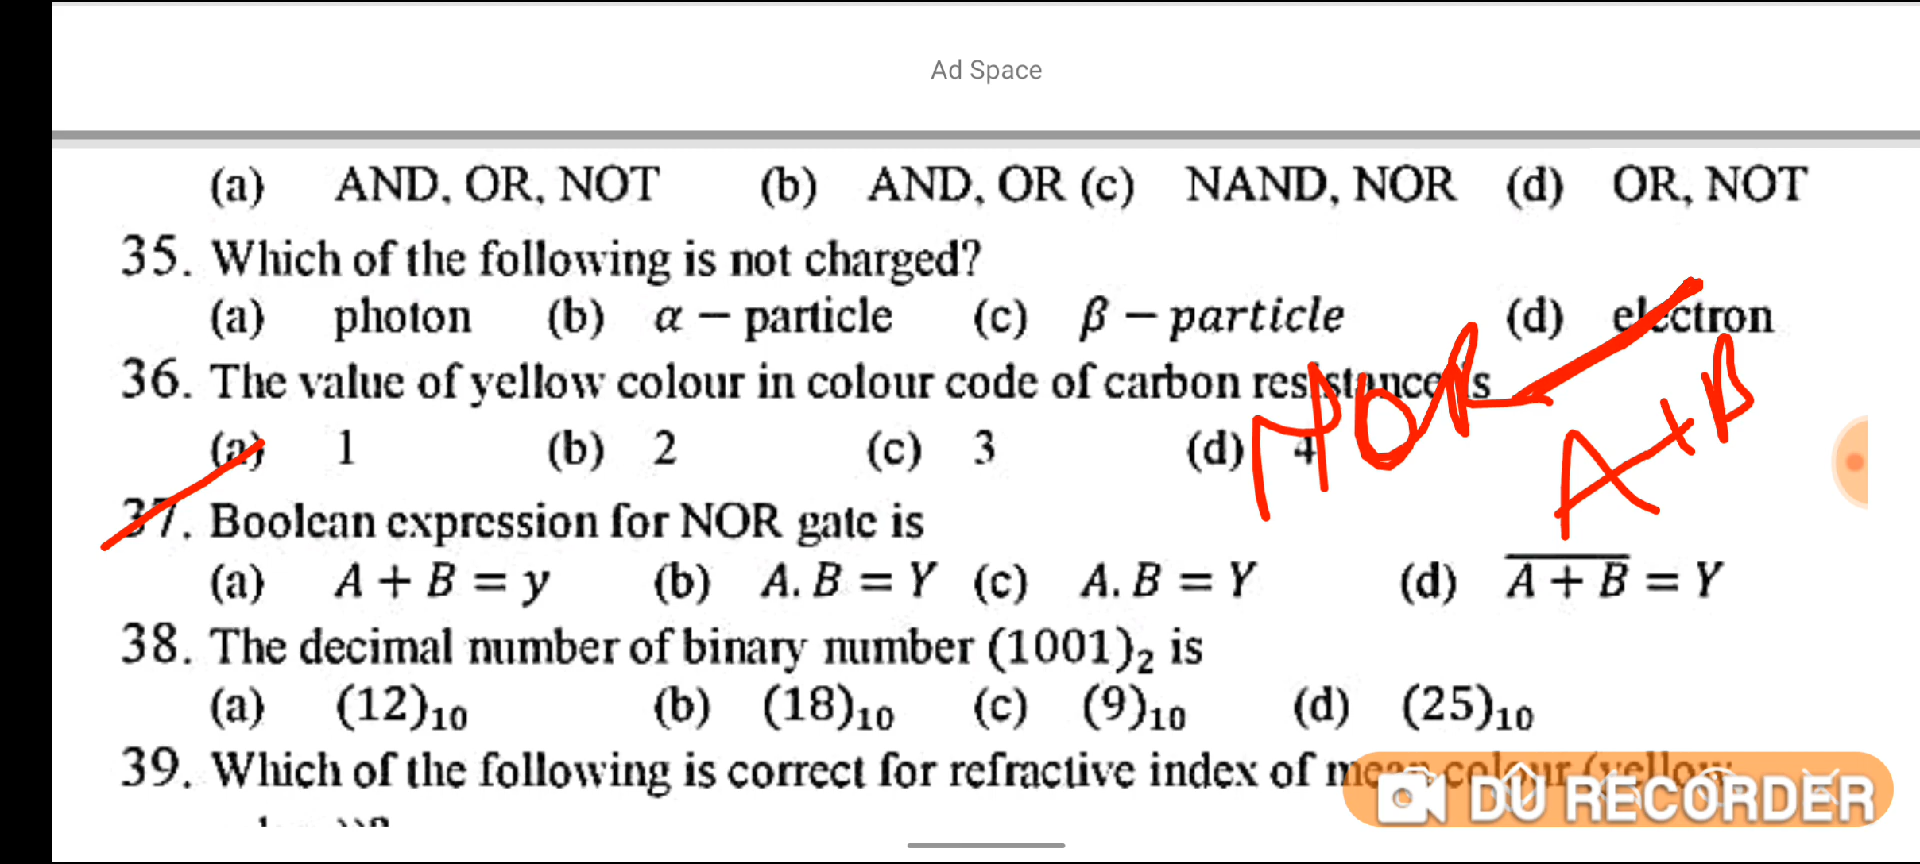 Ad Space
(a) AND, OR, NOT (b) AND, OR (c) NAND, NOR (d) OR, NOT
35. Which of the following is not charged?
(a) photon (b) α − particle (c) β − particle (d) electron
36. The value of yellow colour in colour code of carbon resistance is
(a) 1 (b) 2 (c) 3 (d) 4
NOR
A+B
37. Boolean expression for NOR gate is
(a) A + B = y (b) A. B = Y (c) A. B = Y (d) \overline{A + B} = Y
38. The decimal number of binary number (1001)₂ is
(a) (12)₁₀ (b) (18)₁₀ (c) (9)₁₀ (d) (25)₁₀
39. Which of the following is correct for refractive index of mean colour (yellow
DU RECORDER